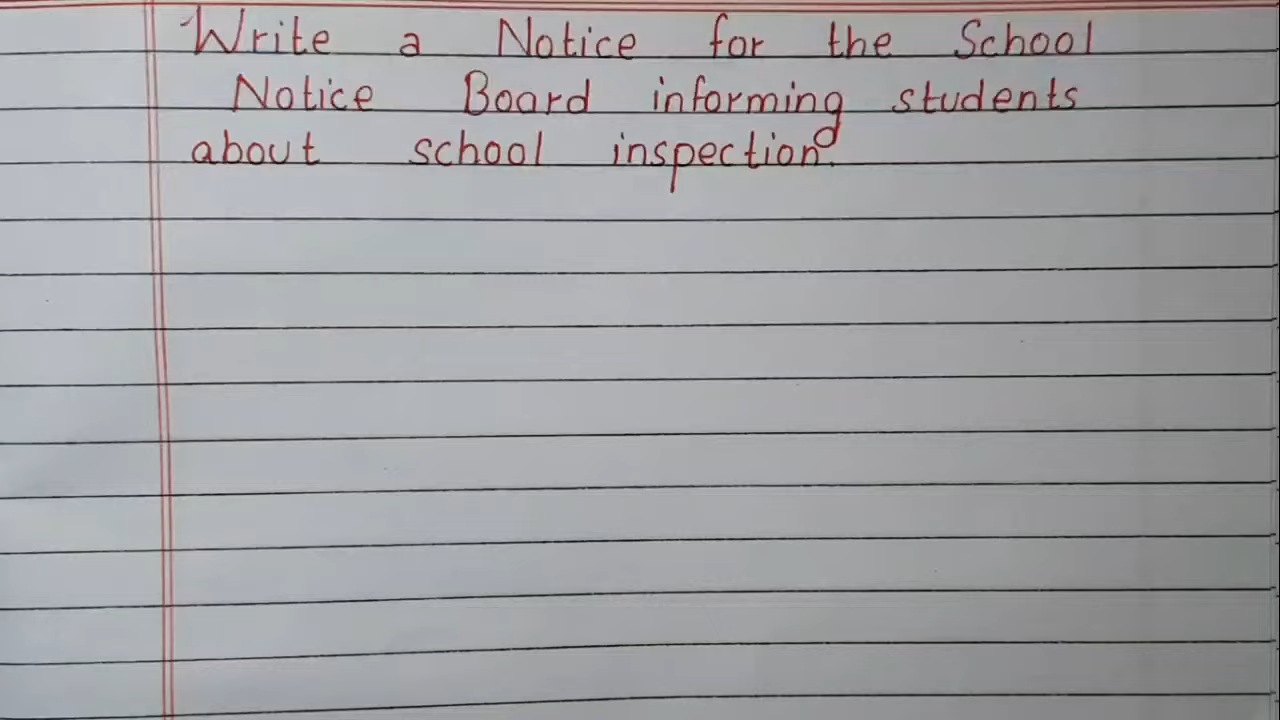 Write a Notice for the School
Notice Board informing students
about school inspection.